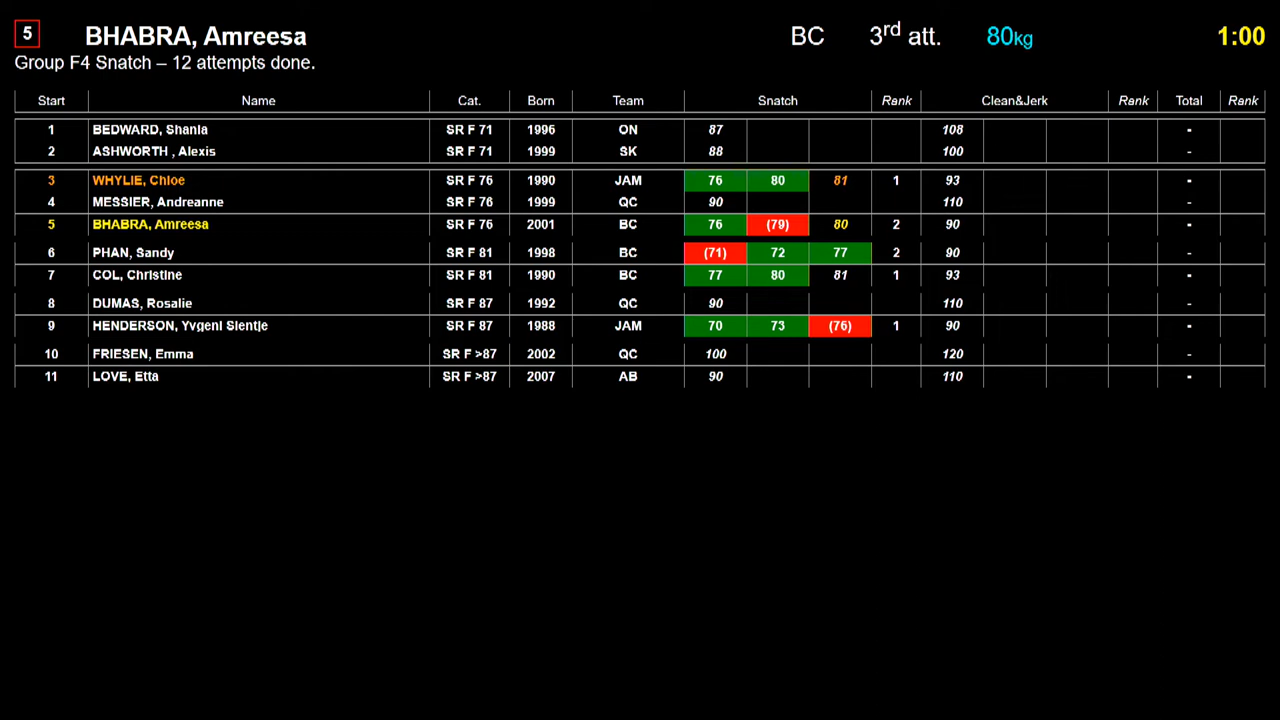 5 BHABRA, Amreesa BC 3rd att. 80kg 1:00
Group F4 Snatch – 12 attempts done.
Start Name Cat. Born Team Snatch Rank Clean&Jerk Rank Total Rank
1 BEDWARD, Shania SR F 71 1996 ON 87 108 -
2 ASHWORTH , Alexis SR F 71 1999 SK 88 100 -
3 WHYLIE, Chloe SR F 76 1990 JAM 76 80 81 1 93 -
4 MESSIER, Andreanne SR F 76 1999 QC 90 110 -
5 BHABRA, Amreesa SR F 76 2001 BC 76 (79) 80 2 90 -
6 PHAN, Sandy SR F 81 1998 BC (71) 72 77 2 90 -
7 COL, Christine SR F 81 1990 BC 77 80 81 1 93 -
8 DUMAS, Rosalie SR F 87 1992 QC 90 110 -
9 HENDERSON, Yvgeni Sientje SR F 87 1988 JAM 70 73 (76) 1 90 -
10 FRIESEN, Emma SR F >87 2002 QC 100 120 -
11 LOVE, Etta SR F >87 2007 AB 90 110 -